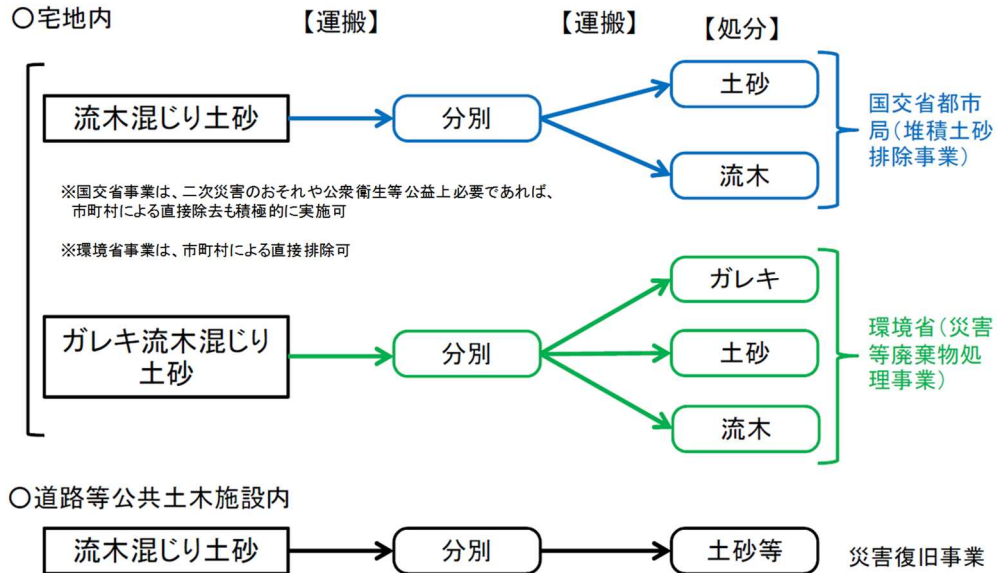 〇宅地内
【運搬】
【運搬】
【処分】
流木混じり土砂
分別
土砂
流木
国交省都市
局(堆積土砂
排除事業)
※国交省事業は、二次災害のおそれや公衆衛生等公益上必要であれば、
市町村による直接除去も積極的に実施可
※環境省事業は、市町村による直接排除可
ガレキ流木混じり
土砂
分別
ガレキ
土砂
流木
環境省(災害
等廃棄物処
理事業)
〇道路等公共土木施設内
流木混じり土砂
分別
土砂等
災害復旧事業